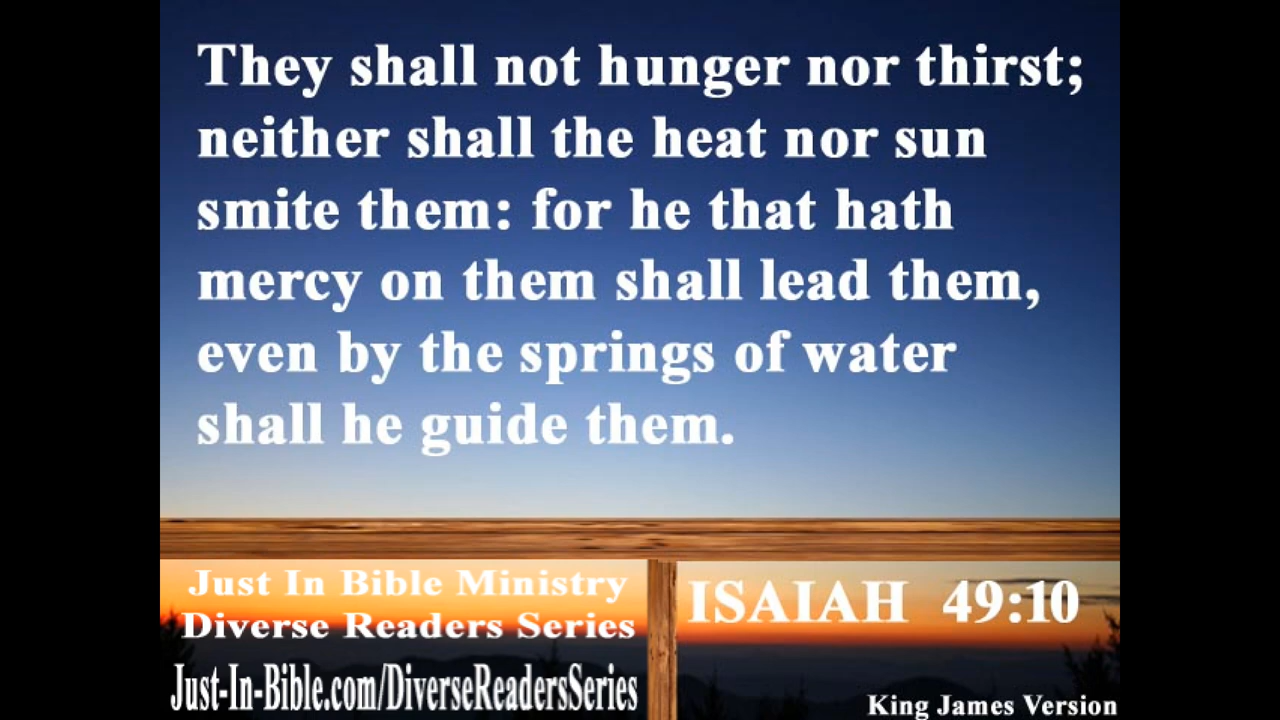 They shall not hunger nor thirst;
neither shall the heat nor sun
smite them: for he that hath
mercy on them shall lead them,
even by the springs of water
shall he guide them.
Just In Bible Ministry
Diverse Readers Series
Just-In-Bible.com/DiverseReadersSeries
ISAIAH 49:10
King James Version